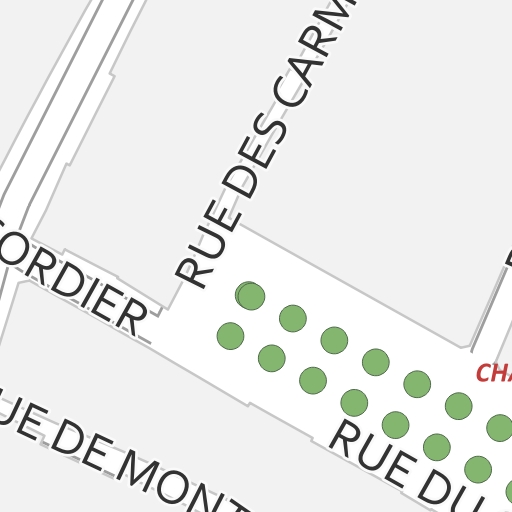 RUE DES CARM
ORDIER
CHA
RUE DU
UE DE MONT